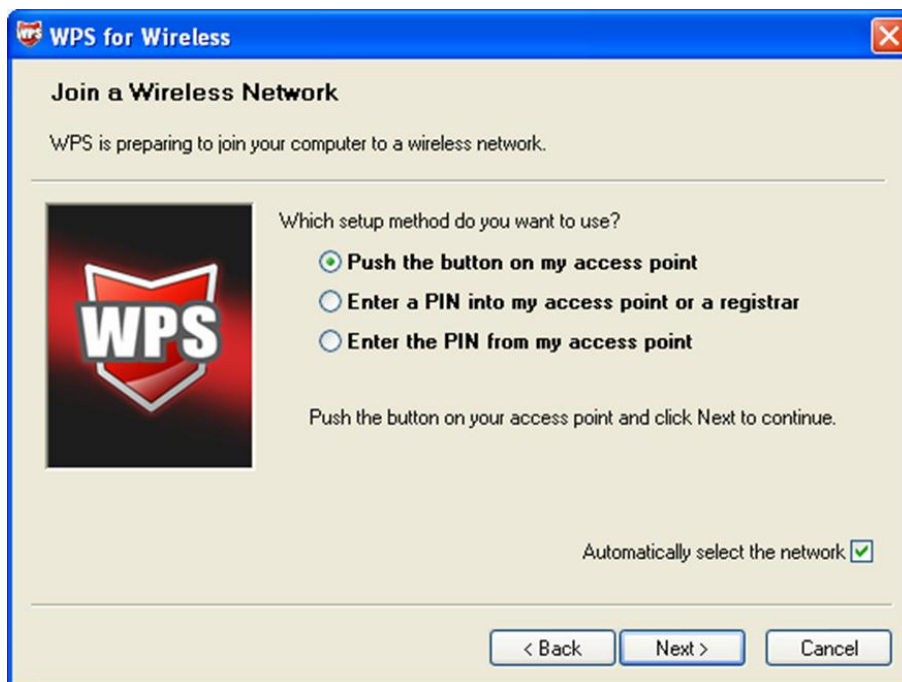 WPS WPS for Wireless
Join a Wireless Network
WPS is preparing to join your computer to a wireless network.
WPS
Which setup method do you want to use?
Push the button on my access point
Enter a PIN into my access point or a registrar
Enter the PIN from my access point
Push the button on your access point and click Next to continue.
Automatically select the network
< Back Next > Cancel